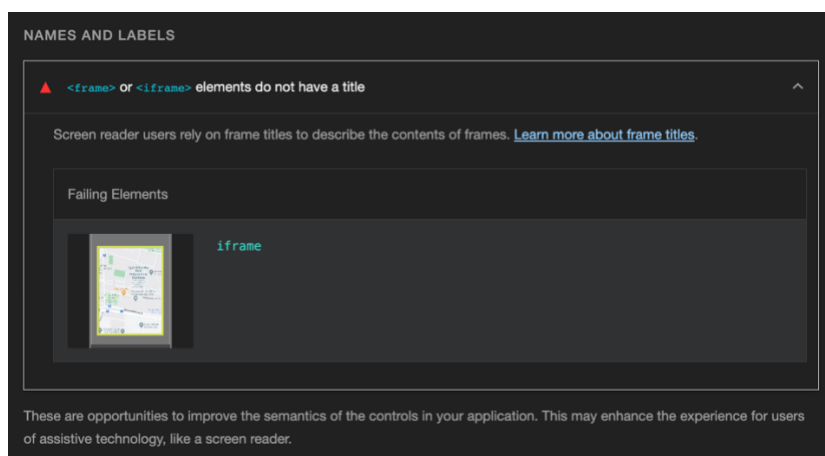 NAMES AND LABELS
<frame> or <iframe> elements do not have a title
Screen reader users rely on frame titles to describe the contents of frames. Learn more about frame titles.
Failing Elements
iframe
These are opportunities to improve the semantics of the controls in your application. This may enhance the experience for users
of assistive technology, like a screen reader.